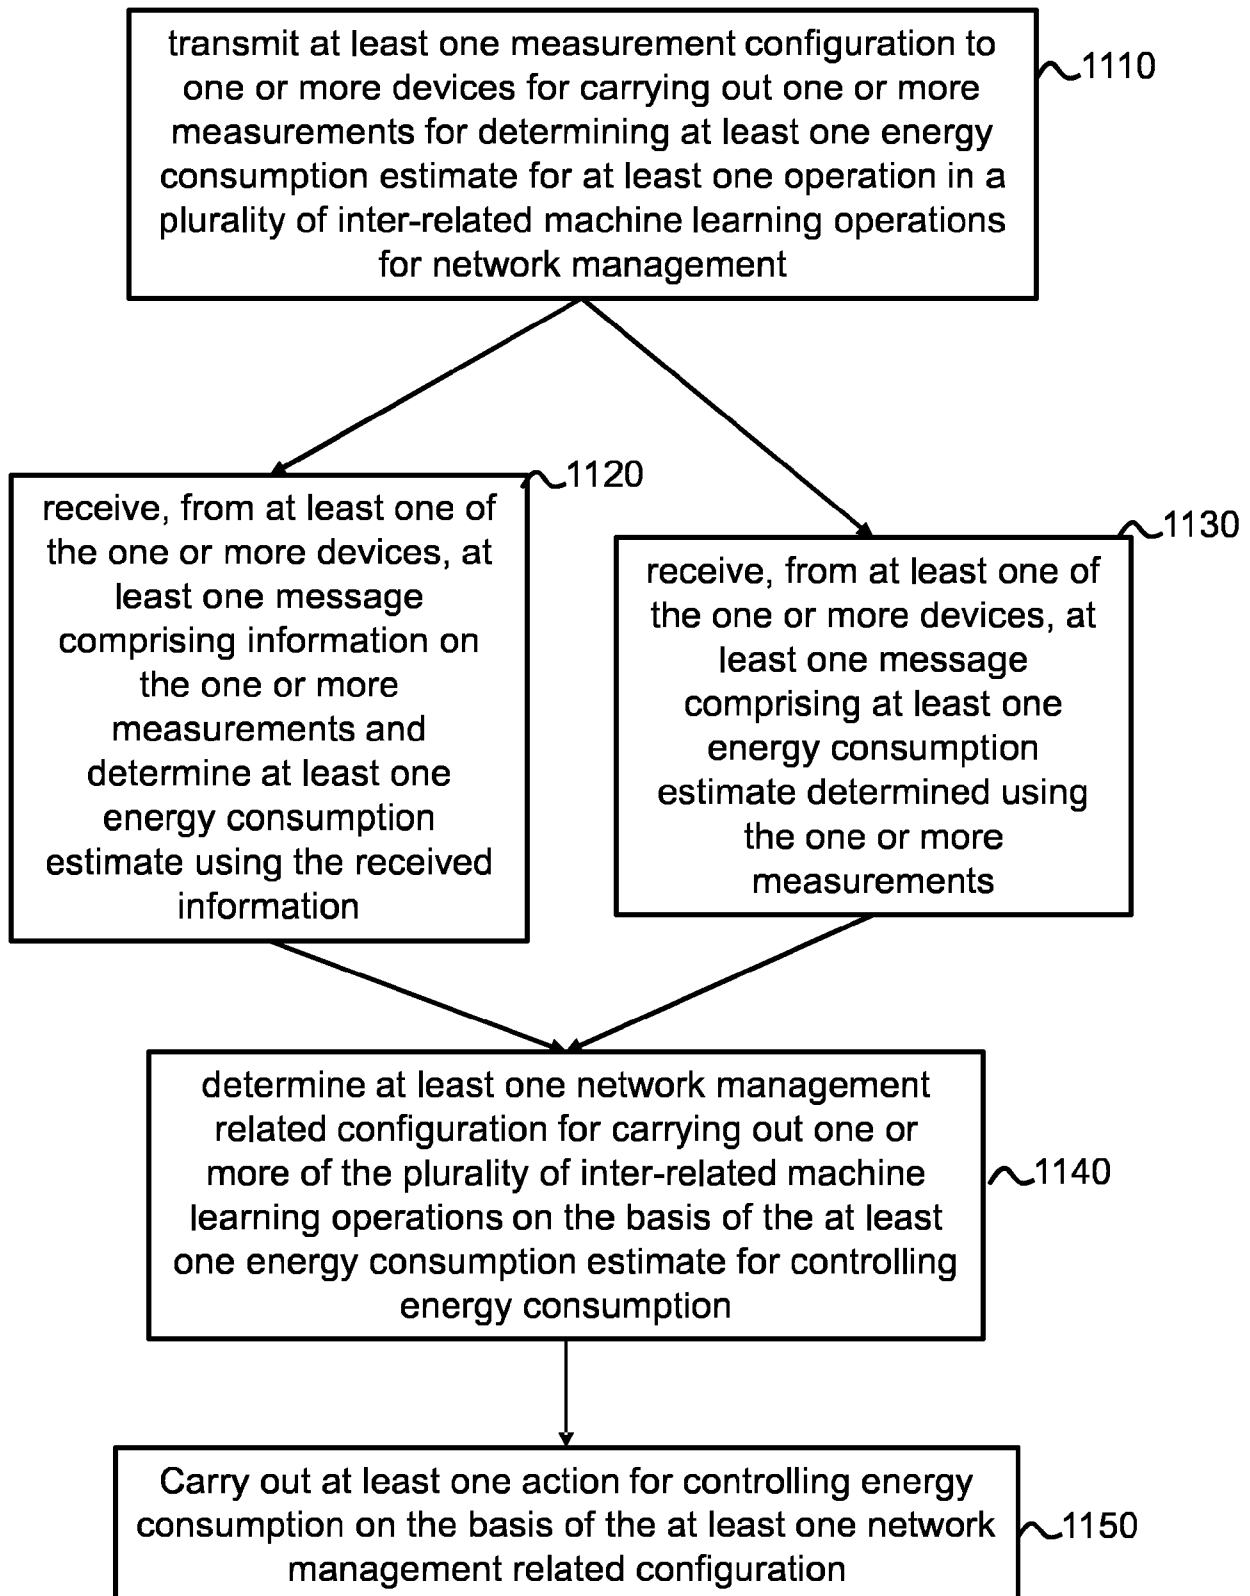 transmit at least one measurement configuration to
one or more devices for carrying out one or more
measurements for determining at least one energy
consumption estimate for at least one operation in a
plurality of inter-related machine learning operations
for network management
1110
1120
receive, from at least one of
the one or more devices, at
least one message
comprising information on
the one or more
measurements and
determine at least one
energy consumption
estimate using the received
information
1130
receive, from at least one of
the one or more devices, at
least one message
comprising at least one
energy consumption
estimate determined using
the one or more
measurements
determine at least one network management
related configuration for carrying out one or
more of the plurality of inter-related machine
learning operations on the basis of the at least
one energy consumption estimate for controlling
energy consumption
1140
Carry out at least one action for controlling energy
consumption on the basis of the at least one network
management related configuration
1150